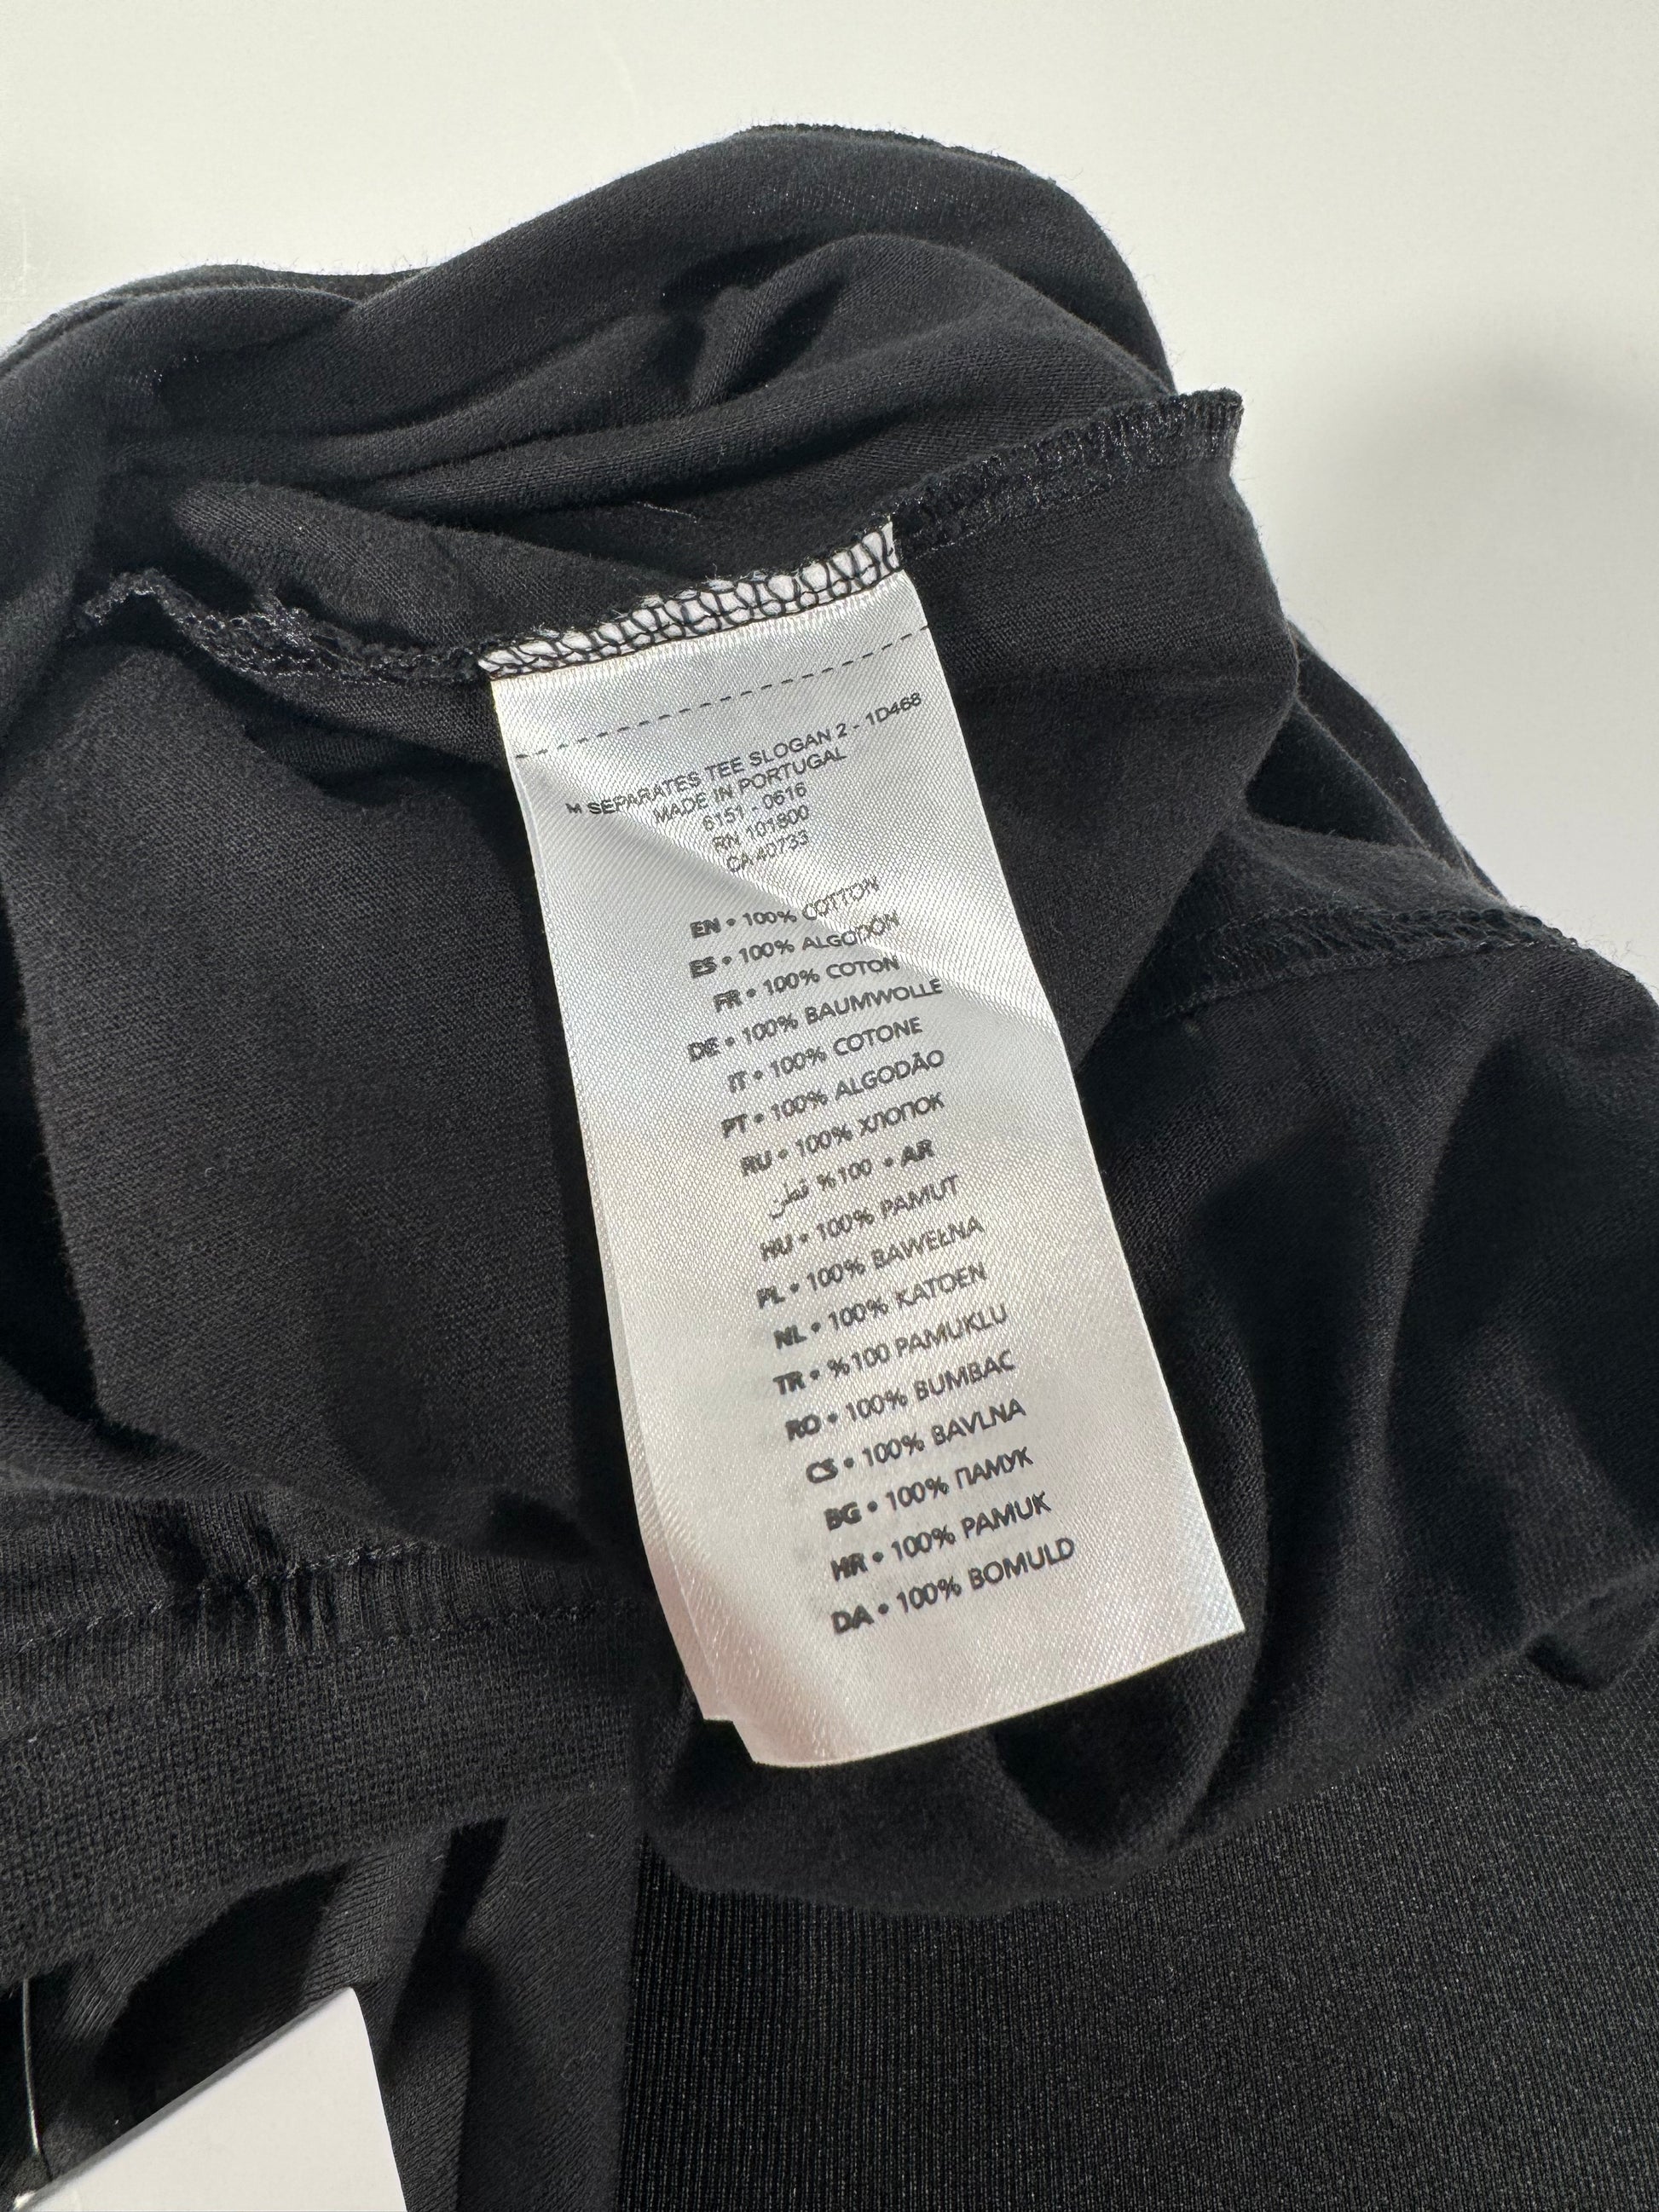 M SEPARATES TEE SLOGAN 2 - 1D468
MADE IN PORTUGAL
6151 - 0616
RN 101800
CA 40733
EN • 100% COTTON
ES • 100% ALGODÓN
FR • 100% COTON
DE • 100% BAUMWOLLE
IT • 100% COTONE
PT • 100% ALGODÃO
RU • 100% ХЛОПОК
AR • 100% قطن
HU • 100% PAMUT
PL • 100% BAWEŁNA
NL • 100% KATOEN
TR • %100 PAMUKLU
RO • 100% BUMBAC
CS • 100% BAVLNA
BG • 100% ПАМУК
HR • 100% PAMUK
DA • 100% BOMULD